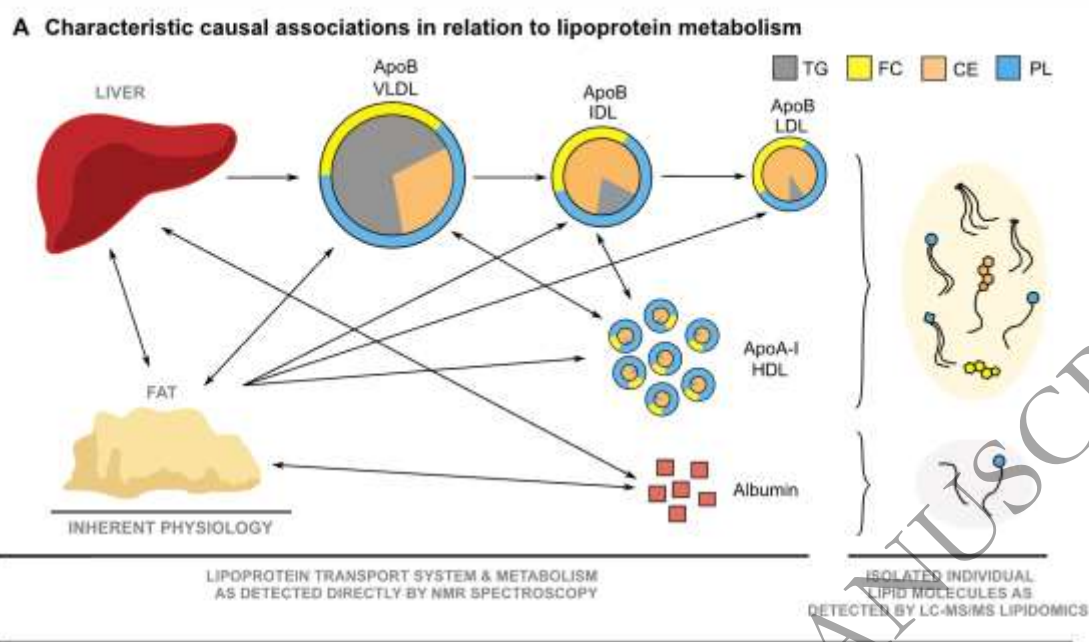 A Characteristic causal associations in relation to lipoprotein metabolism
TG FC CE PL
LIVER
ApoB
VLDL
ApoB
IDL
ApoB
LDL
ApoA-I
HDL
FAT
Albumin
INHERENT PHYSIOLOGY
LIPOPROTEIN TRANSPORT SYSTEM & METABOLISM
AS DETECTED DIRECTLY BY NMR SPECTROSCOPY
ISOLATED INDIVIDUAL
LIPID MOLECULES AS
DETECTED BY LC-MS/MS LIPIDOMICS